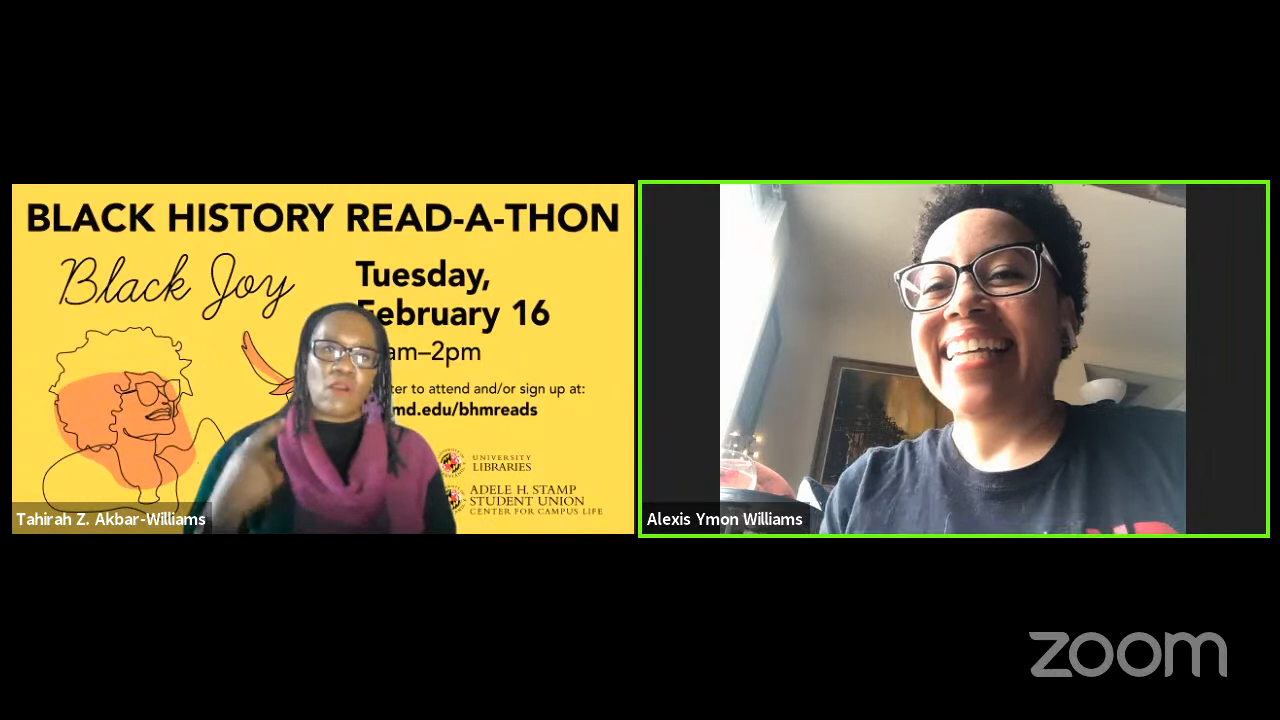 BLACK HISTORY READ-A-THON
Black Joy
Tuesday,
February 16
am–2pm
to attend and/or sign up at:
md.edu/bhmreads
UNIVERSITY
LIBRARIES
ADELE H. STAMP
STUDENT UNION
CENTER FOR CAMPUS LIFE
Tahirah Z. Akbar-Williams
Alexis Ymon Williams
zoom